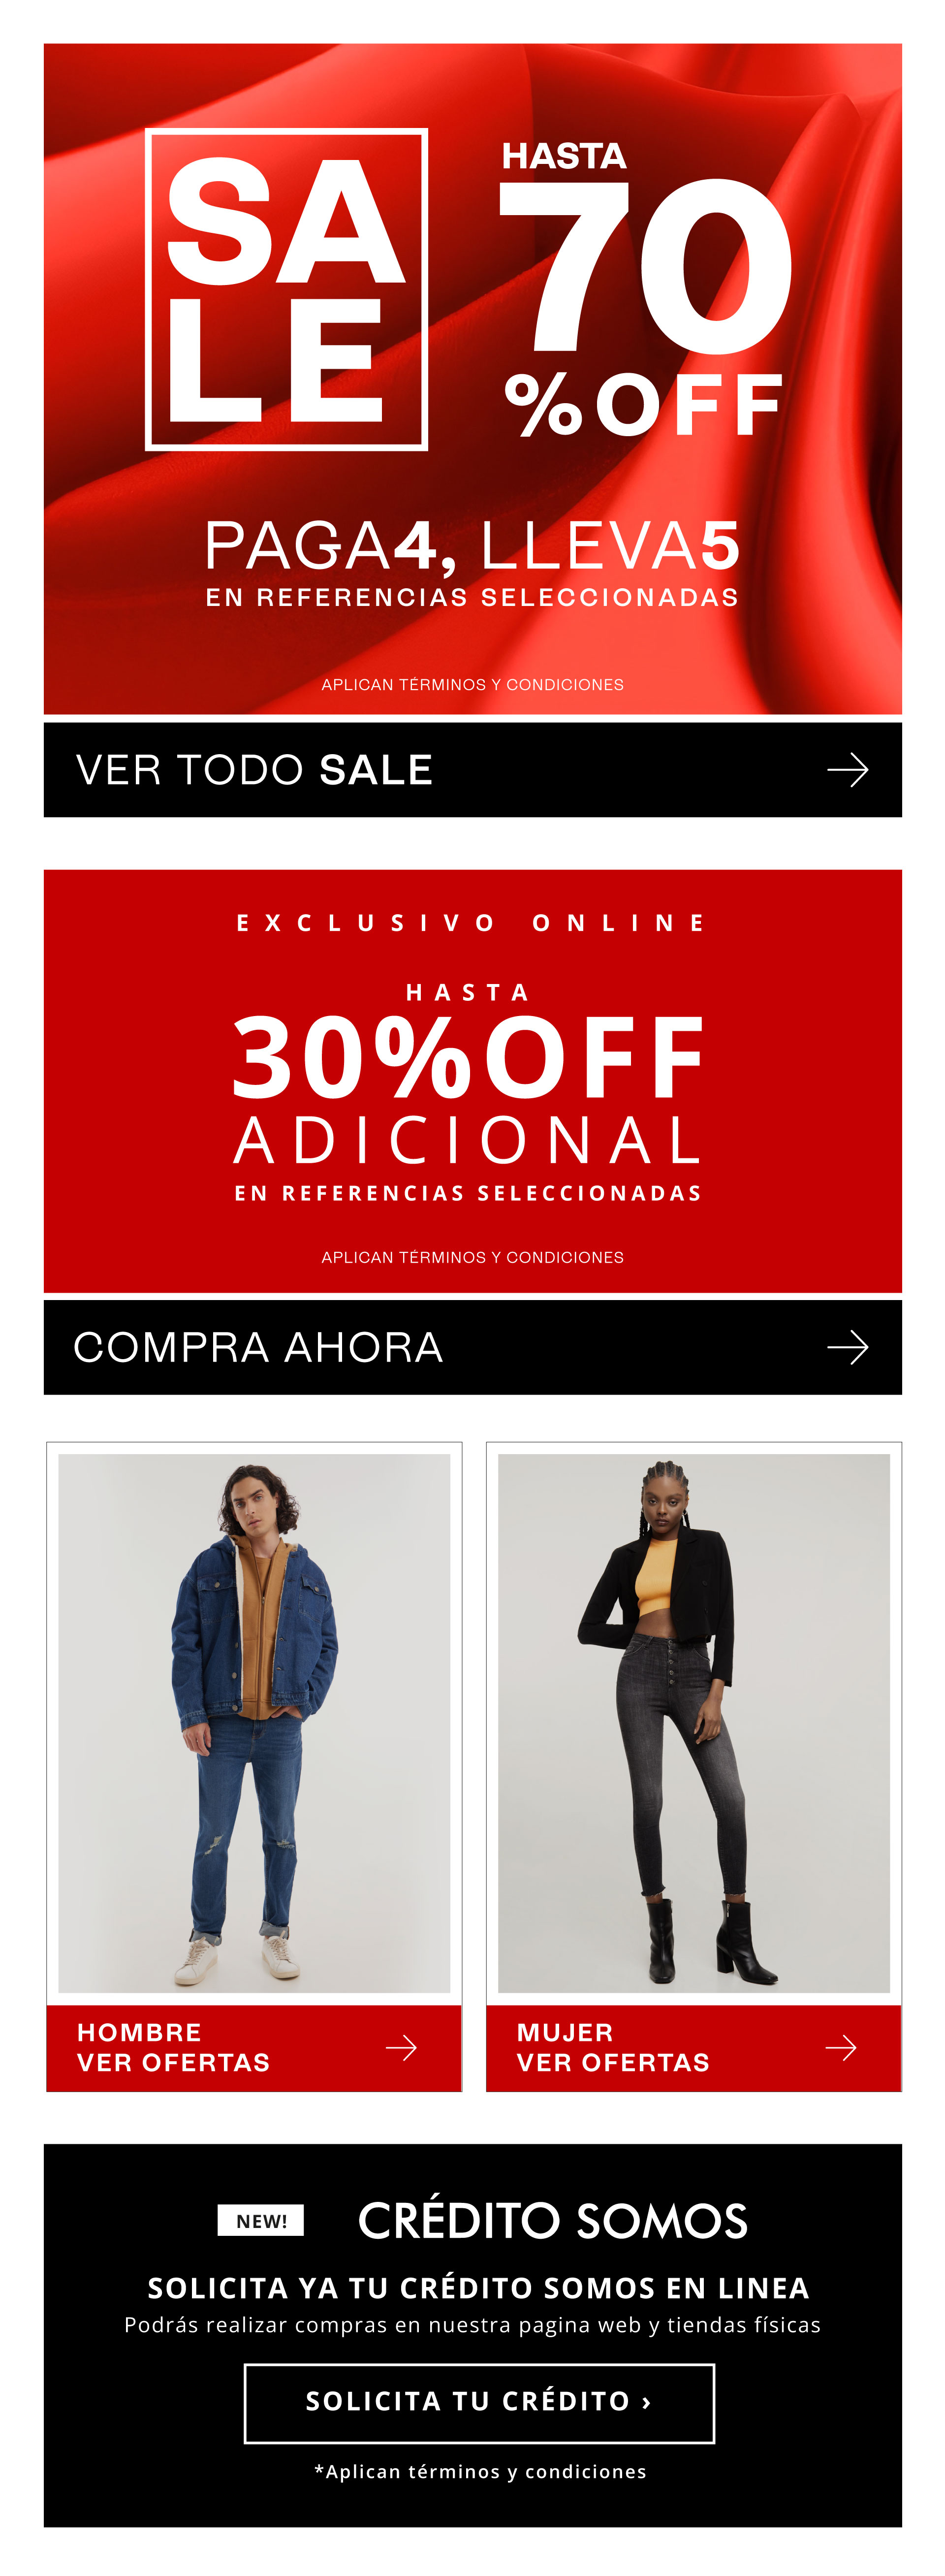 SA
LE
HASTA
70
%OFF
PAGA4, LLEVA5
EN REFERENCIAS SELECCIONADAS
APLICAN TÉRMINOS Y CONDICIONES
VER TODO SALE
EXCLUSIVO ONLINE
HASTA
30%OFF
ADICIONAL
EN REFERENCIAS SELECCIONADAS
APLICAN TÉRMINOS Y CONDICIONES
COMPRA AHORA
HOMBRE
VER OFERTAS
MUJER
VER OFERTAS
NEW! CRÉDITO SOMOS
SOLICITA YA TU CRÉDITO SOMOS EN LINEA
Podrás realizar compras en nuestra pagina web y tiendas físicas
SOLICITA TU CRÉDITO ›
*Aplican términos y condiciones